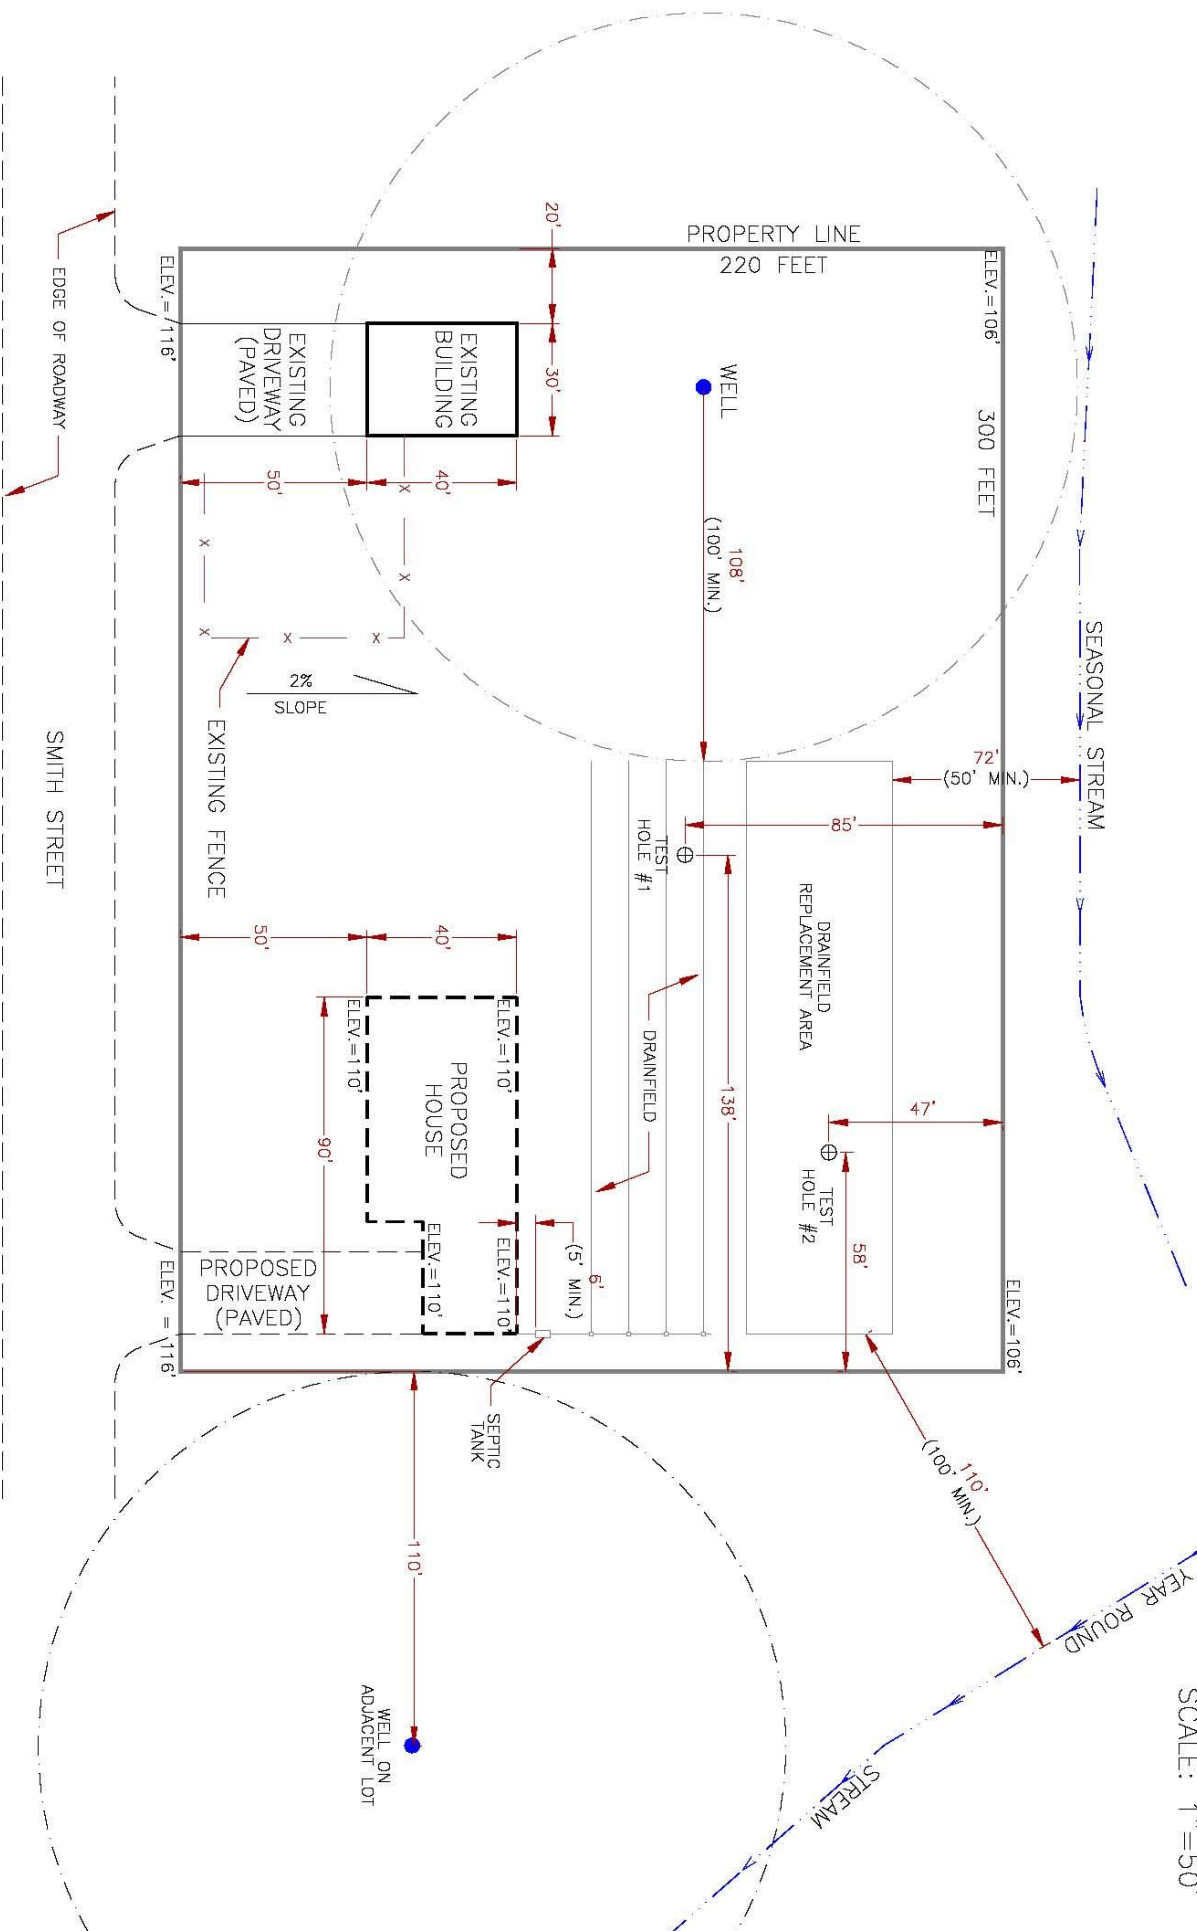 PROPERTY LINE
220 FEET
20'
ELEV.=106'
ELEV.= 116'
EDGE OF ROADWAY
EXISTING
DRIVEWAY
(PAVED)
EXISTING
BUILDING
30'
WELL
300 FEET
50'
40'
108'
(100' MIN.)
X
X
X
X
X
X
X
2%
SLOPE
EXISTING FENCE
SMITH STREET
SEASONAL STREAM
72'
(50' MIN.)
85'
TEST
HOLE #1
DRAINFIELD
REPLACEMENT AREA
50'
40'
ELEV.=110'
ELEV.=110'
PROPOSED
HOUSE
90'
DRAINFIELD
138'
47'
TEST
HOLE #2
58'
ELEV.=110'
ELEV.=110'
6'
(5' MIN.)
PROPOSED
DRIVEWAY
(PAVED)
ELEV. = 116'
ELEV.=106'
SEPTIC
TANK
110'
(100' MIN.)
110'
YEAR ROUND
STREAM
WELL ON
ADJACENT LOT
SCALE: 1"=50'